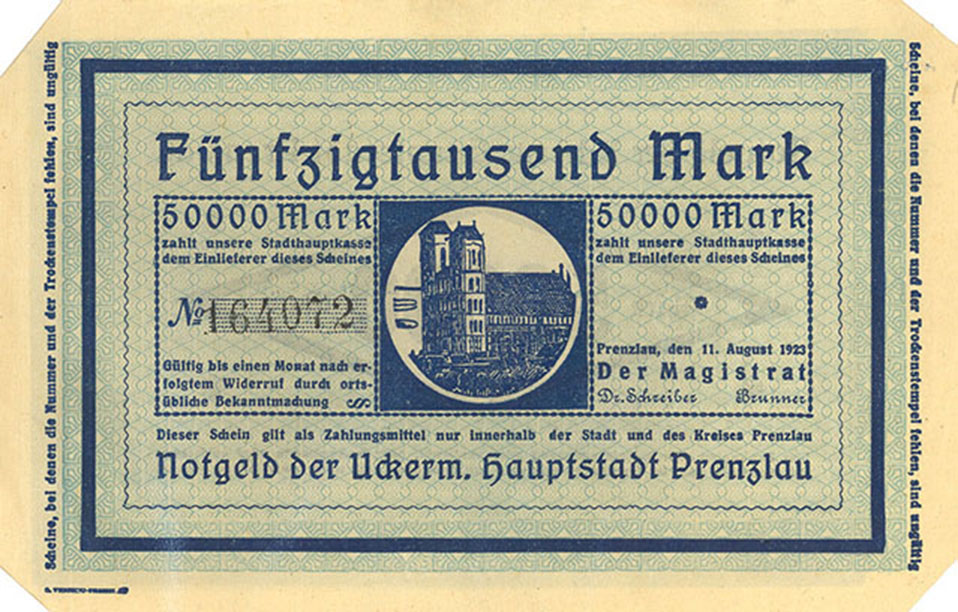 Fünfzigtausend Mark
50000 Mark
zahlt unsere Stadthauptkasse
dem Einlieferer dieses Scheines
No 164072
Gültig bis einen Monat nach er-
folgtem Widerruf durch orts-
übliche Bekanntmachung
50000 Mark
zahlt unsere Stadthauptkasse
dem Einlieferer dieses Scheines
Prenzlau, den 11. August 1923
Der Magistrat
Dr. Schreiber Brunner
Dieser Schein gilt als Zahlungsmittel nur innerhalb der Stadt und des Kreises Prenzlau
Notgeld der Uckerm. Hauptstadt Prenzlau
Scheine, bei denen die Nummer und der Trockenstempel fehlen, sind ungültig
Scheine, bei denen die Nummer und der Trockenstempel fehlen, sind ungültig